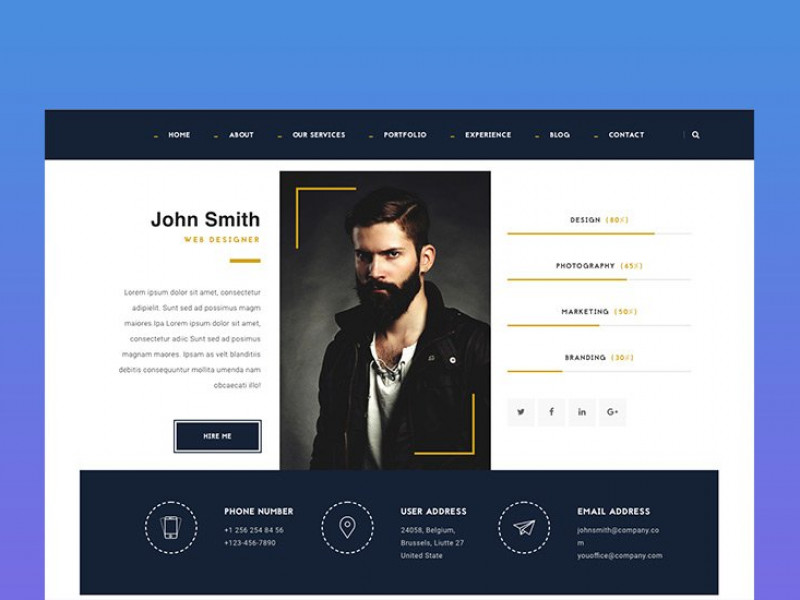 HOME ABOUT OUR SERVICES PORTFOLIO EXPERIENCE BLOG CONTACT
John Smith
WEB DESIGNER
Lorem ipsum dolor sit amet, consectetur
adipielit. Sunt sed ad possimus magm
maiores.Ipa Lorem ipsum dolor sit amet,
consectetur adiic Sunt sed ad posimus
magnam maores. Ipsam as velt blanditiis
debitis consequuntur mollita umenda nam
obcaecati illo!
HIRE ME
DESIGN (80%)
PHOTOGRAPHY (65%)
MARKETING (50%)
BRANDING (30%)
PHONE NUMBER
+1 256 254 84 56
+123-456-7890
USER ADDRESS
24058, Belgium,
Brussels, Liutte 27
United State
EMAIL ADDRESS
johnsmith@company.co
m
youoffice@company.com